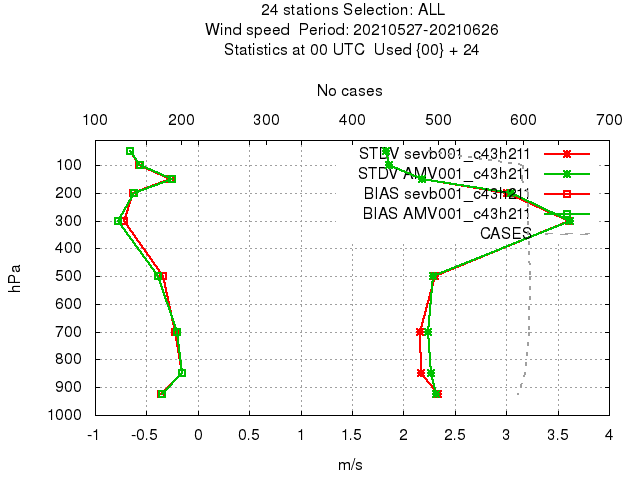 24 stations Selection: ALL
Wind speed  Period: 20210527-20210626
Statistics at 00 UTC  Used {00} + 24
No cases
100 200 300 400 500 600 700
STDV sevb001_c43h211
STDV AMV001_c43h211
BIAS sevb001_c43h211
BIAS AMV001_c43h211
CASES
hPa
100
200
300
400
500
600
700
800
900
1000
-1 -0.5 0 0.5 1 1.5 2 2.5 3 3.5 4
m/s